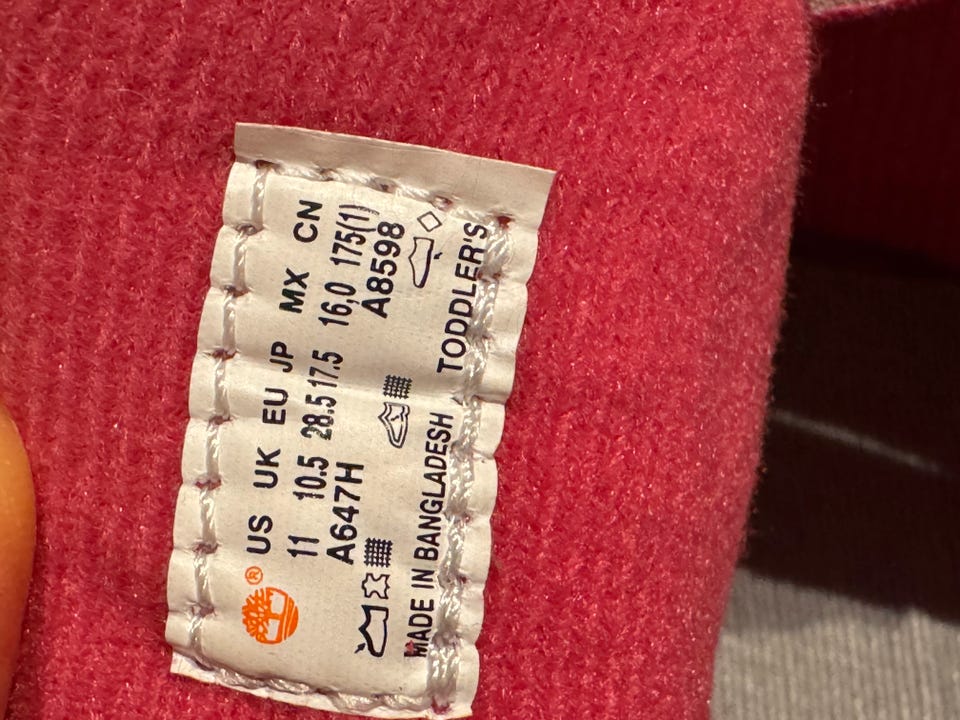 ® US UK EU JP MX CN
11 10.5 28.5 17.5 16,0 175(1)
A647H A8598
MADE IN BANGLADESH TODDLER'S